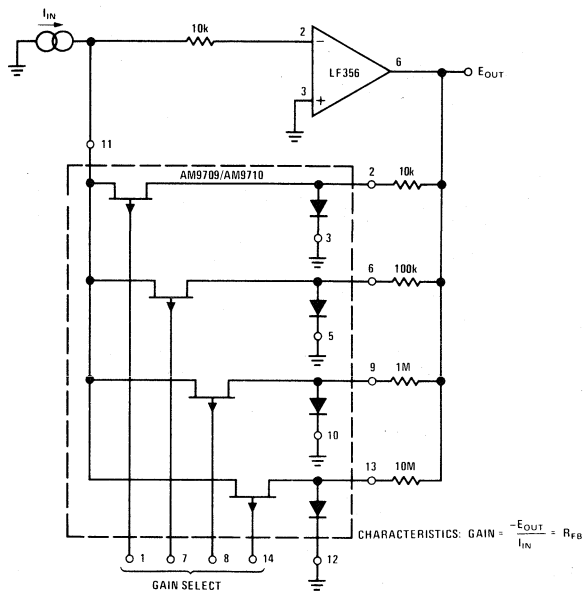 I_IN
10k
2
−
LF356
6
E_OUT
3
+
11
AM9709/AM9710
2
10k
3
6
100k
5
9
1M
10
13
10M
CHARACTERISTICS: GAIN = -E_OUT / I_IN = R_FB
1
7
8
14
12
GAIN SELECT